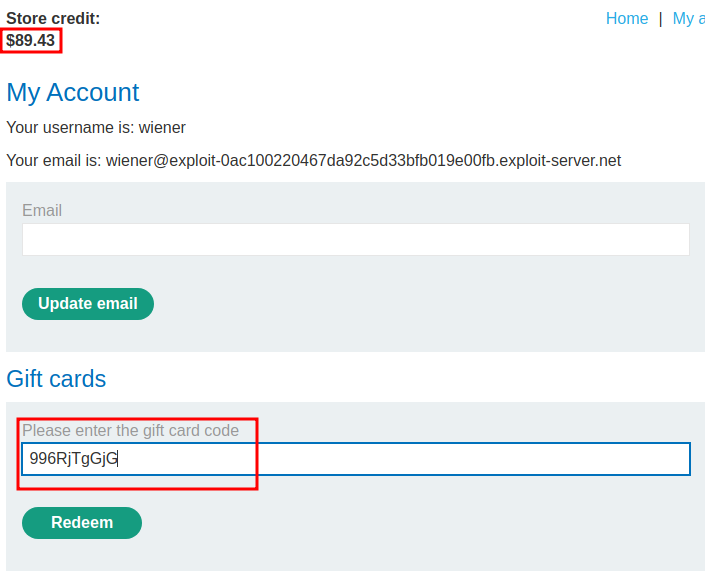 Store credit:
$89.43
Home | My a
My Account
Your username is: wiener
Your email is: wiener@exploit-0ac100220467da92c5d33bfb019e00fb.exploit-server.net
Email
Update email
Gift cards
Please enter the gift card code
996RjTgGjG
Redeem